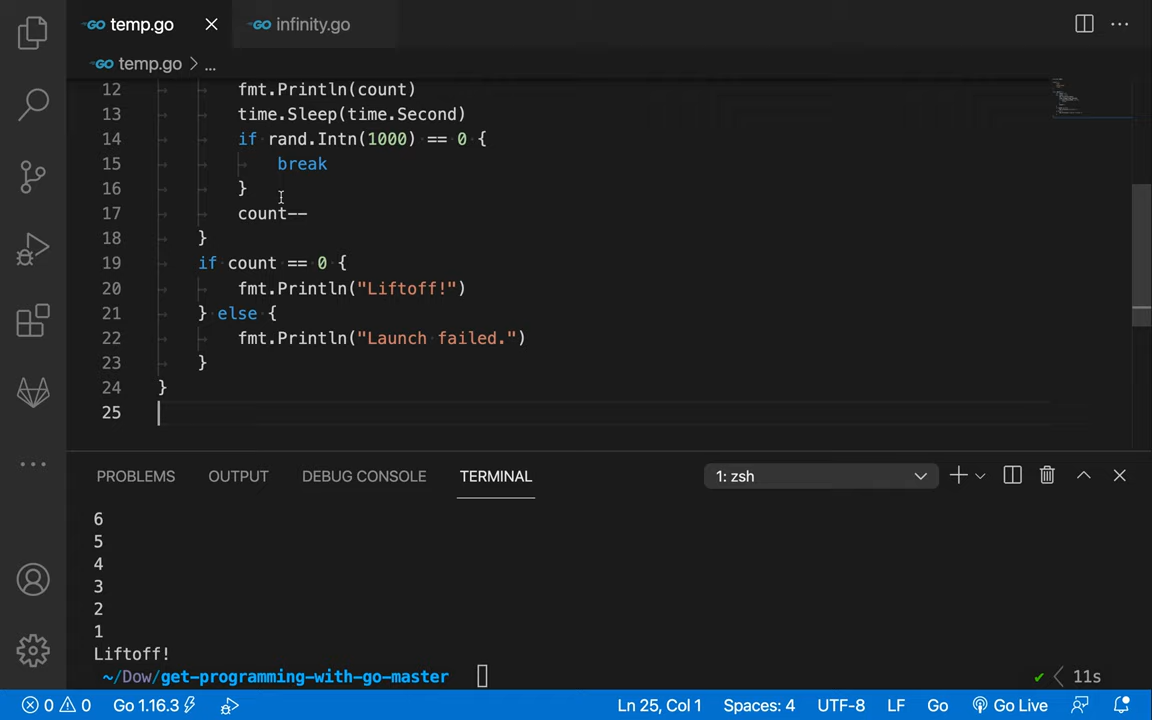 GO temp.go
GO infinity.go
GO temp.go > ...
12 fmt.Println(count)
13 time.Sleep(time.Second)
14 if rand.Intn(1000) == 0 {
15 break
16 }
17 count--
18 }
19 if count == 0 {
20 fmt.Println("Liftoff!")
21 } else {
22 fmt.Println("Launch failed.")
23 }
24 }
25
PROBLEMS OUTPUT DEBUG CONSOLE TERMINAL 1: zsh
6
5
4
3
2
1
Liftoff!
~/Dow/get-programming-with-go-master 11s
0 0 Go 1.16.3 Ln 25, Col 1 Spaces: 4 UTF-8 LF Go Go Live